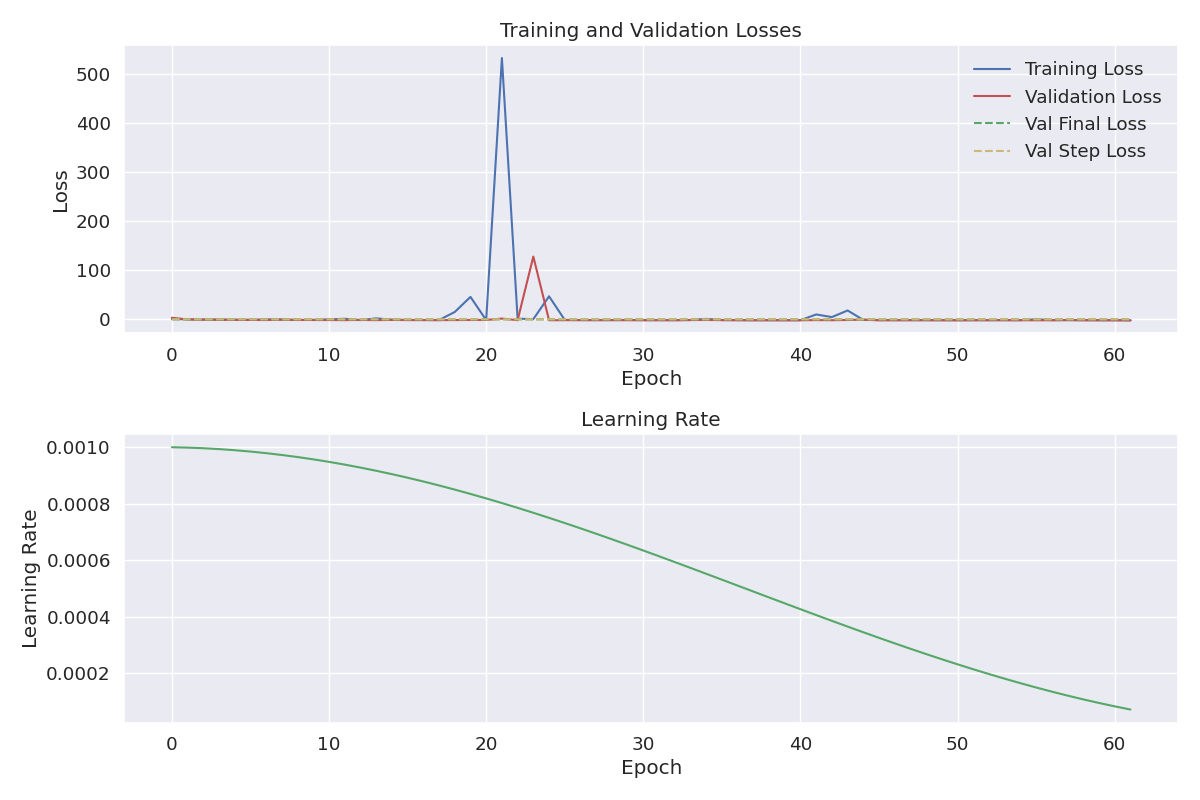 Training and Validation Losses
Loss
500
400
300
200
100
0
Training Loss
Validation Loss
Val Final Loss
Val Step Loss
0 10 20 30 40 50 60
Epoch
Learning Rate
Learning Rate
0.0010
0.0008
0.0006
0.0004
0.0002
0 10 20 30 40 50 60
Epoch